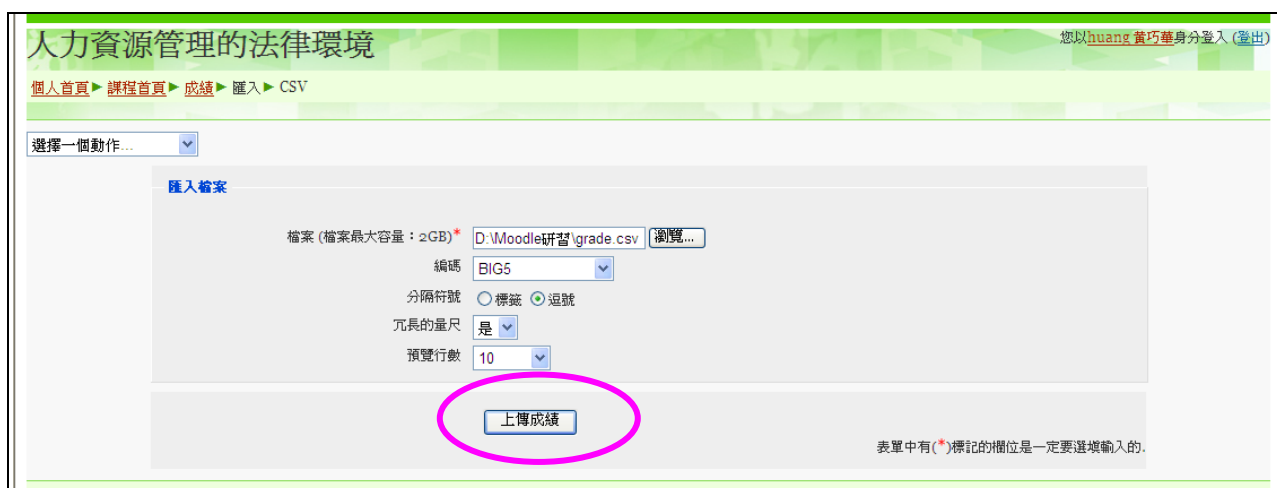 人力資源管理的法律環境
您以huang 黃巧華身分登入 (登出)
個人首頁► 課程首頁► 成績► 匯入► CSV
選擇一個動作...
匯入檔案
檔案 (檔案最大容量：2GB)* D:\Moodle研習\grade.csv 瀏覽...
編碼 BIG5
分隔符號 標籤 逗號
冗長的量尺 是
預覽行數 10
上傳成績
表單中有(*)標記的欄位是一定要選填輸入的.